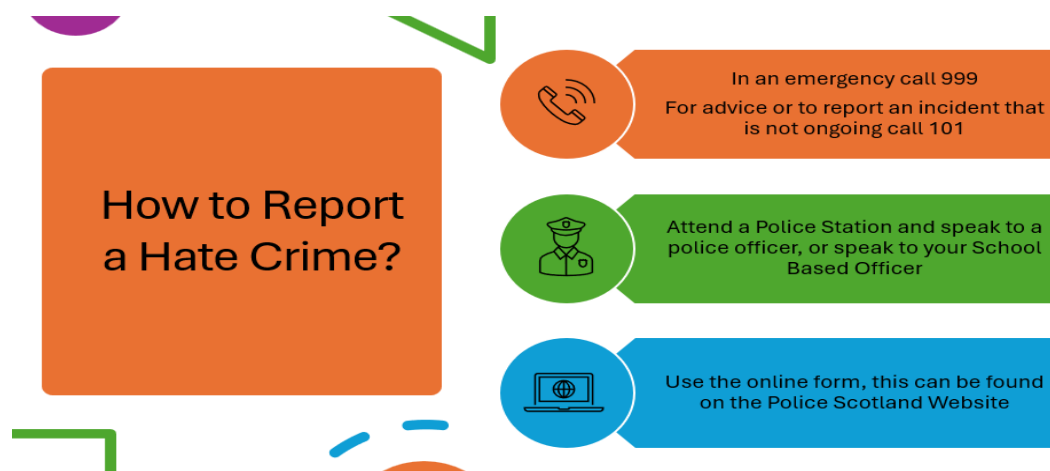 How to Report
a Hate Crime?
In an emergency call 999
For advice or to report an incident that
is not ongoing call 101
Attend a Police Station and speak to a
police officer, or speak to your School
Based Officer
Use the online form, this can be found
on the Police Scotland Website